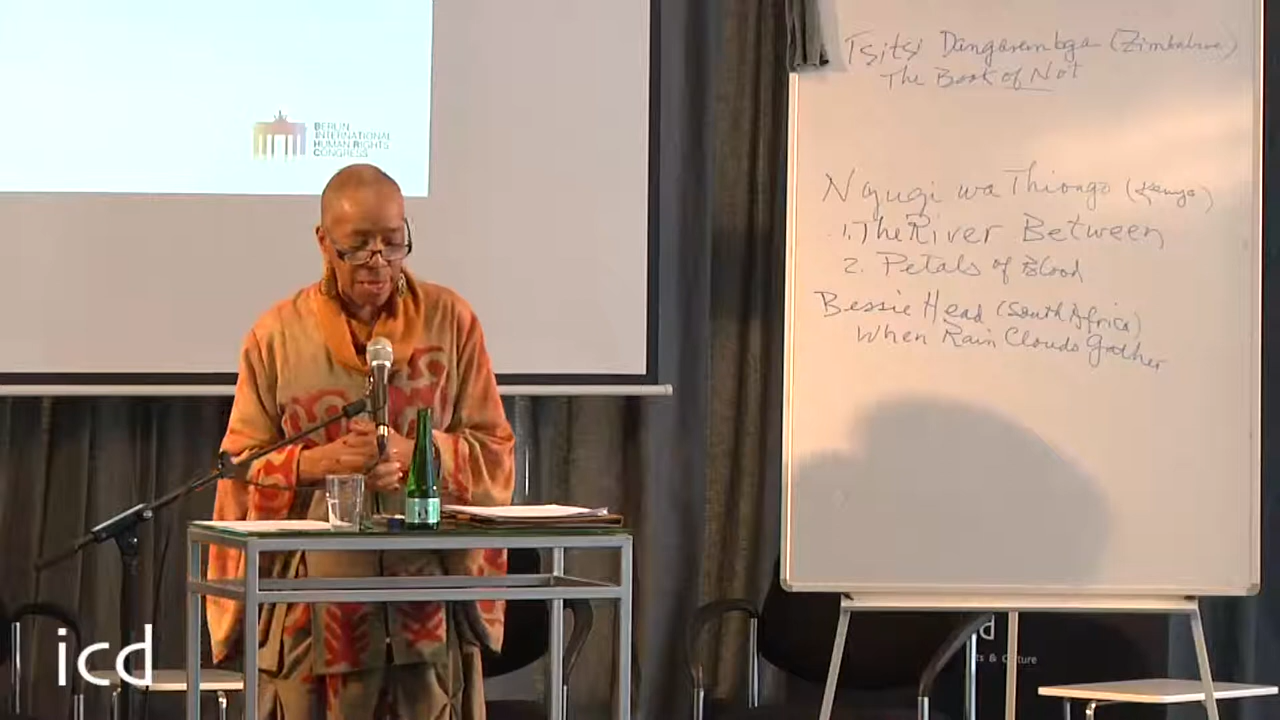 BERLIN
INTERNATIONAL
HUMAN RIGHTS
CONGRESS
Tsitsi Dangarembga (Zimbabwe)
The Book of Not
Ngugi wa Thiongo (Kenya)
1. The River Between
2. Petals of Blood
Bessie Head (South Africa)
When Rain Clouds Gather
icd